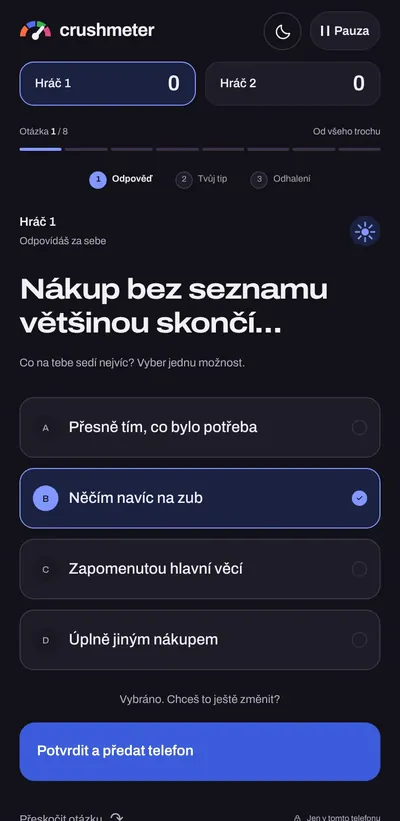 crushmeter
Pauza
Hráč 1 0
Hráč 2 0
Otázka 1 / 8
Od všeho trochu
1 Odpověď
2 Tvůj tip
3 Odhalení
Hráč 1
Odpovídáš za sebe
Nákup bez seznamu
většinou skončí...
Co na tebe sedí nejvíc? Vyber jednu možnost.
A Přesně tím, co bylo potřeba
B Něčím navíc na zub
C Zapomenutou hlavní věcí
D Úplně jiným nákupem
Vybráno. Chceš to ještě změnit?
Potvrdit a předat telefon
Přeskočit otázku
Jen v tomto telefonu